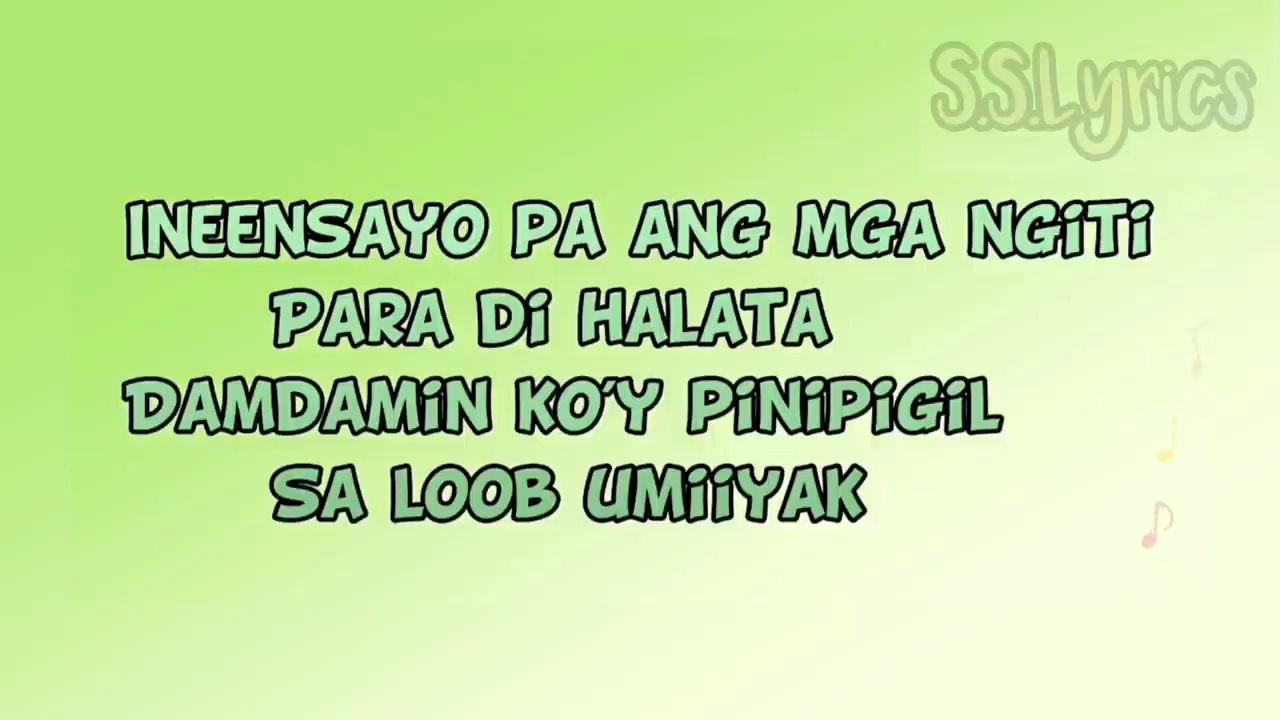 S.S.Lyrics
INEENSAYO PA ANG MGA NGITI
PARA DI HALATA
DAMDAMIN KO'Y PINIPIGIL
SA LOOB UMIIYAK